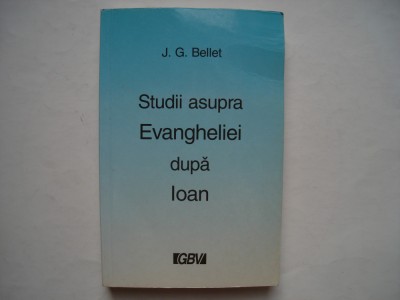 J. G. Bellet
Studii asupra
Evangheliei
după
Ioan
GBV